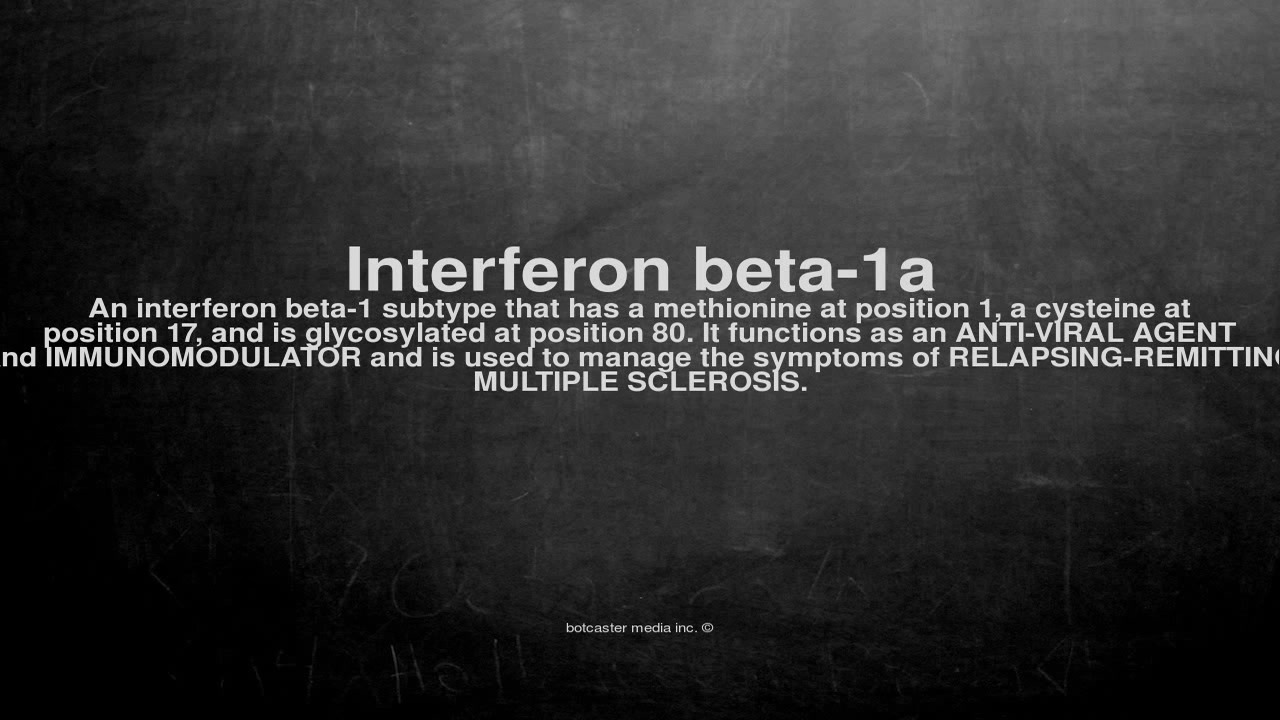 Interferon beta-1a
An interferon beta-1 subtype that has a methionine at position 1, a cysteine at
position 17, and is glycosylated at position 80. It functions as an ANTI-VIRAL AGENT
nd IMMUNOMODULATOR and is used to manage the symptoms of RELAPSING-REMITTING
MULTIPLE SCLEROSIS.
botcaster media inc. ©